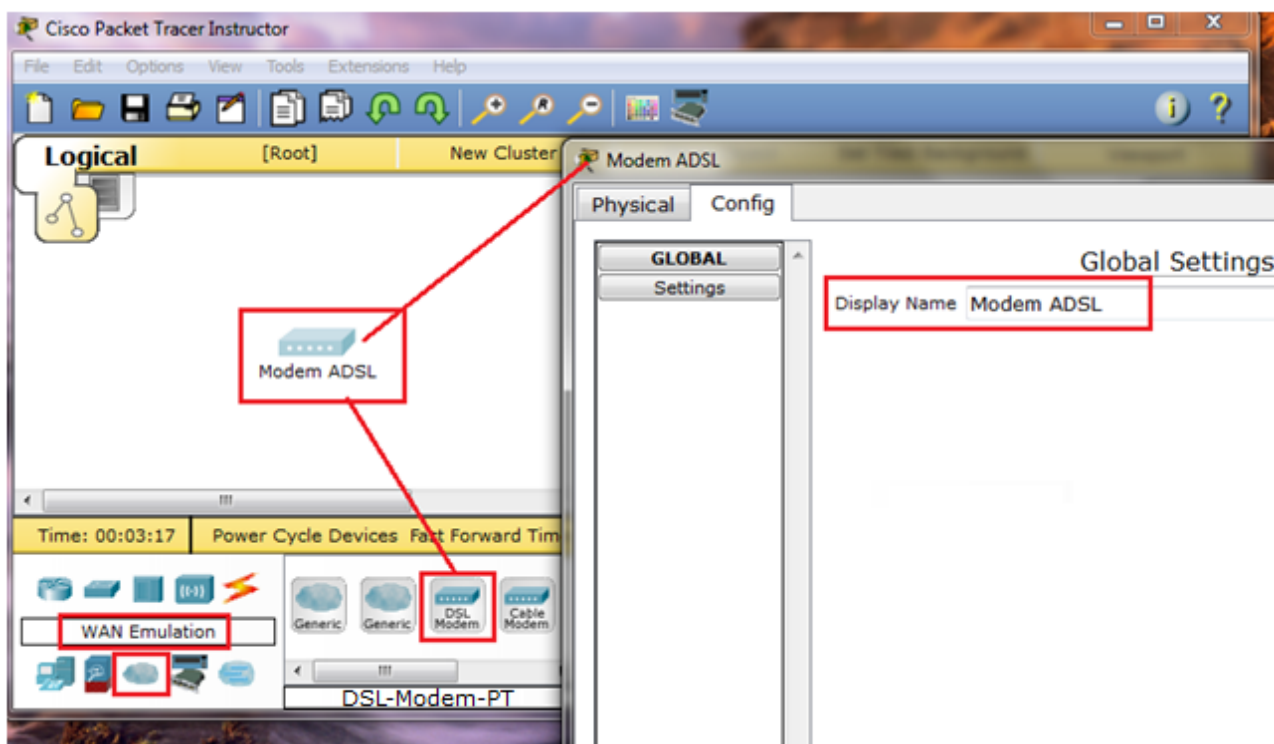 Cisco Packet Tracer Instructor
File Edit Options View Tools Extensions Help
Logical
[Root]
New Cluster
Modem ADSL
Physical
Config
GLOBAL
Settings
Global Settings
Display Name Modem ADSL
Modem ADSL
Time: 00:03:17
Power Cycle Devices Fast Forward Tim
WAN Emulation
Generic
Generic
DSL Modem
Cable Modem
DSL-Modem-PT